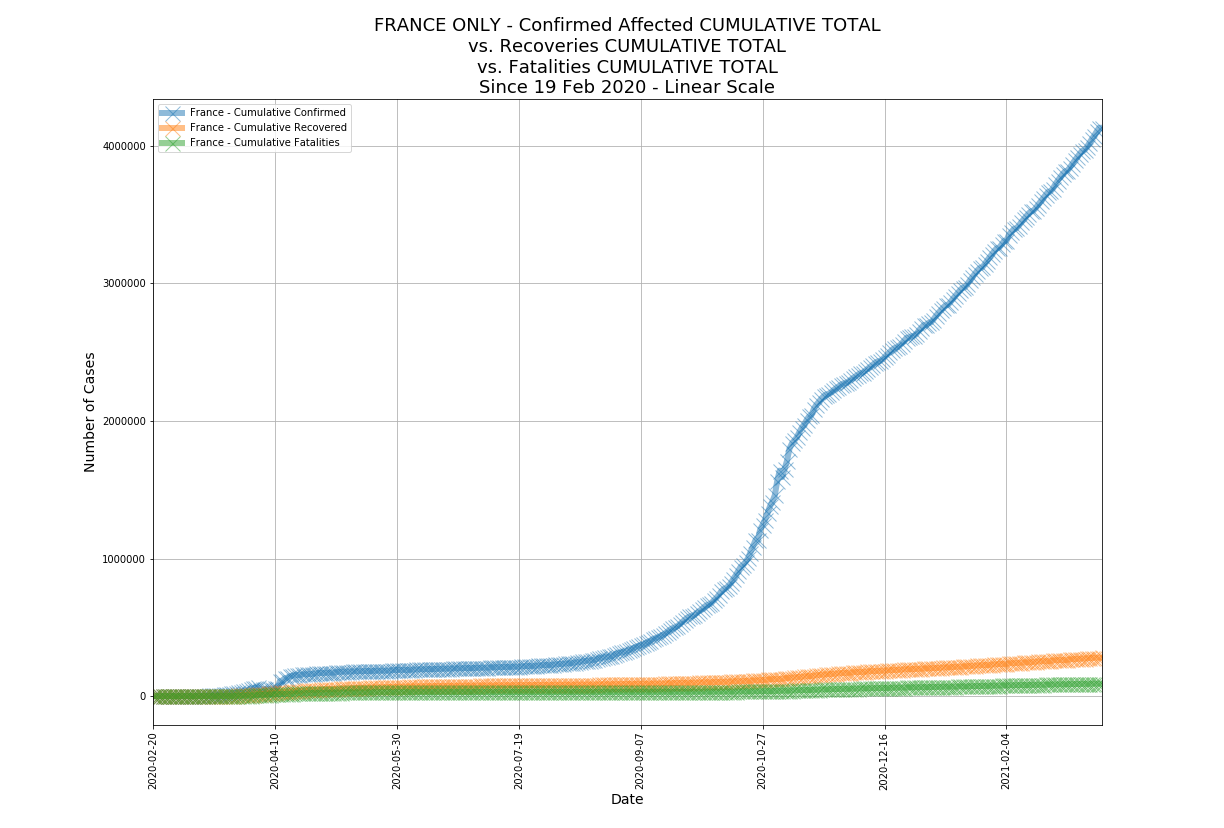 FRANCE ONLY - Confirmed Affected CUMULATIVE TOTAL
vs. Recoveries CUMULATIVE TOTAL
vs. Fatalities CUMULATIVE TOTAL
Since 19 Feb 2020 - Linear Scale
France - Cumulative Confirmed
France - Cumulative Recovered
France - Cumulative Fatalities
Number of Cases
4000000
3000000
2000000
1000000
0
2020-02-20
2020-04-10
2020-05-30
2020-07-19
2020-09-07
2020-10-27
2020-12-16
2021-02-04
Date